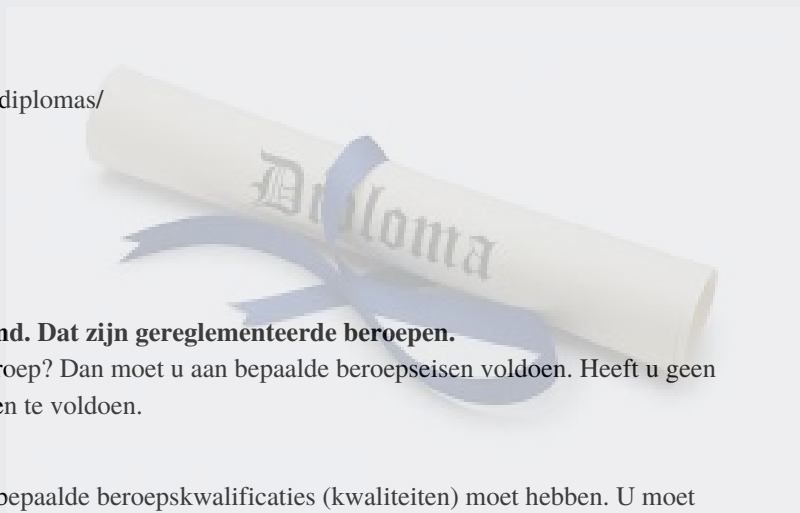 diplomas/
Diploma
nd. Dat zijn gereglementeerde beroepen.
roep? Dan moet u aan bepaalde beroepseisen voldoen. Heeft u geen
en te voldoen.
bepaalde beroepskwalificaties (kwaliteiten) moet hebben. U moet